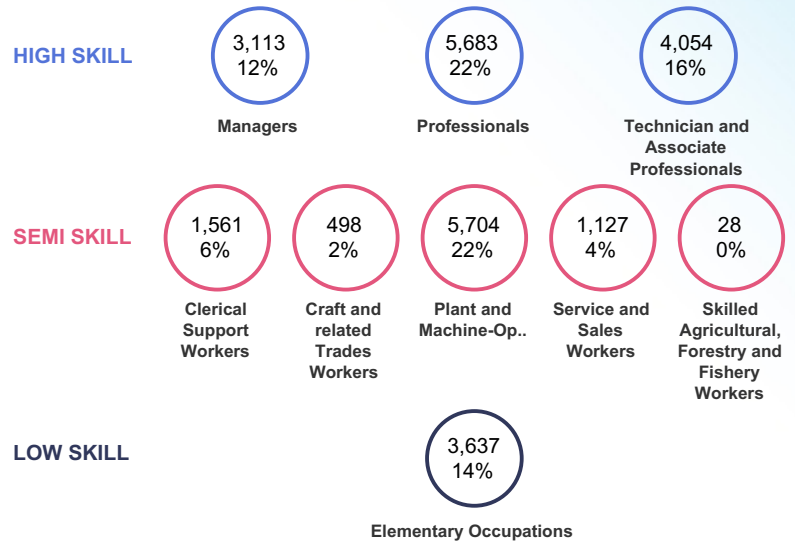 HIGH SKILL
3,113
12%
Managers
5,683
22%
Professionals
4,054
16%
Technician and
Associate
Professionals
SEMI SKILL
1,561
6%
Clerical
Support
Workers
498
2%
Craft and
related
Trades
Workers
5,704
22%
Plant and
Machine-Op..
1,127
4%
Service and
Sales
Workers
28
0%
Skilled
Agricultural,
Forestry and
Fishery
Workers
LOW SKILL
3,637
14%
Elementary Occupations